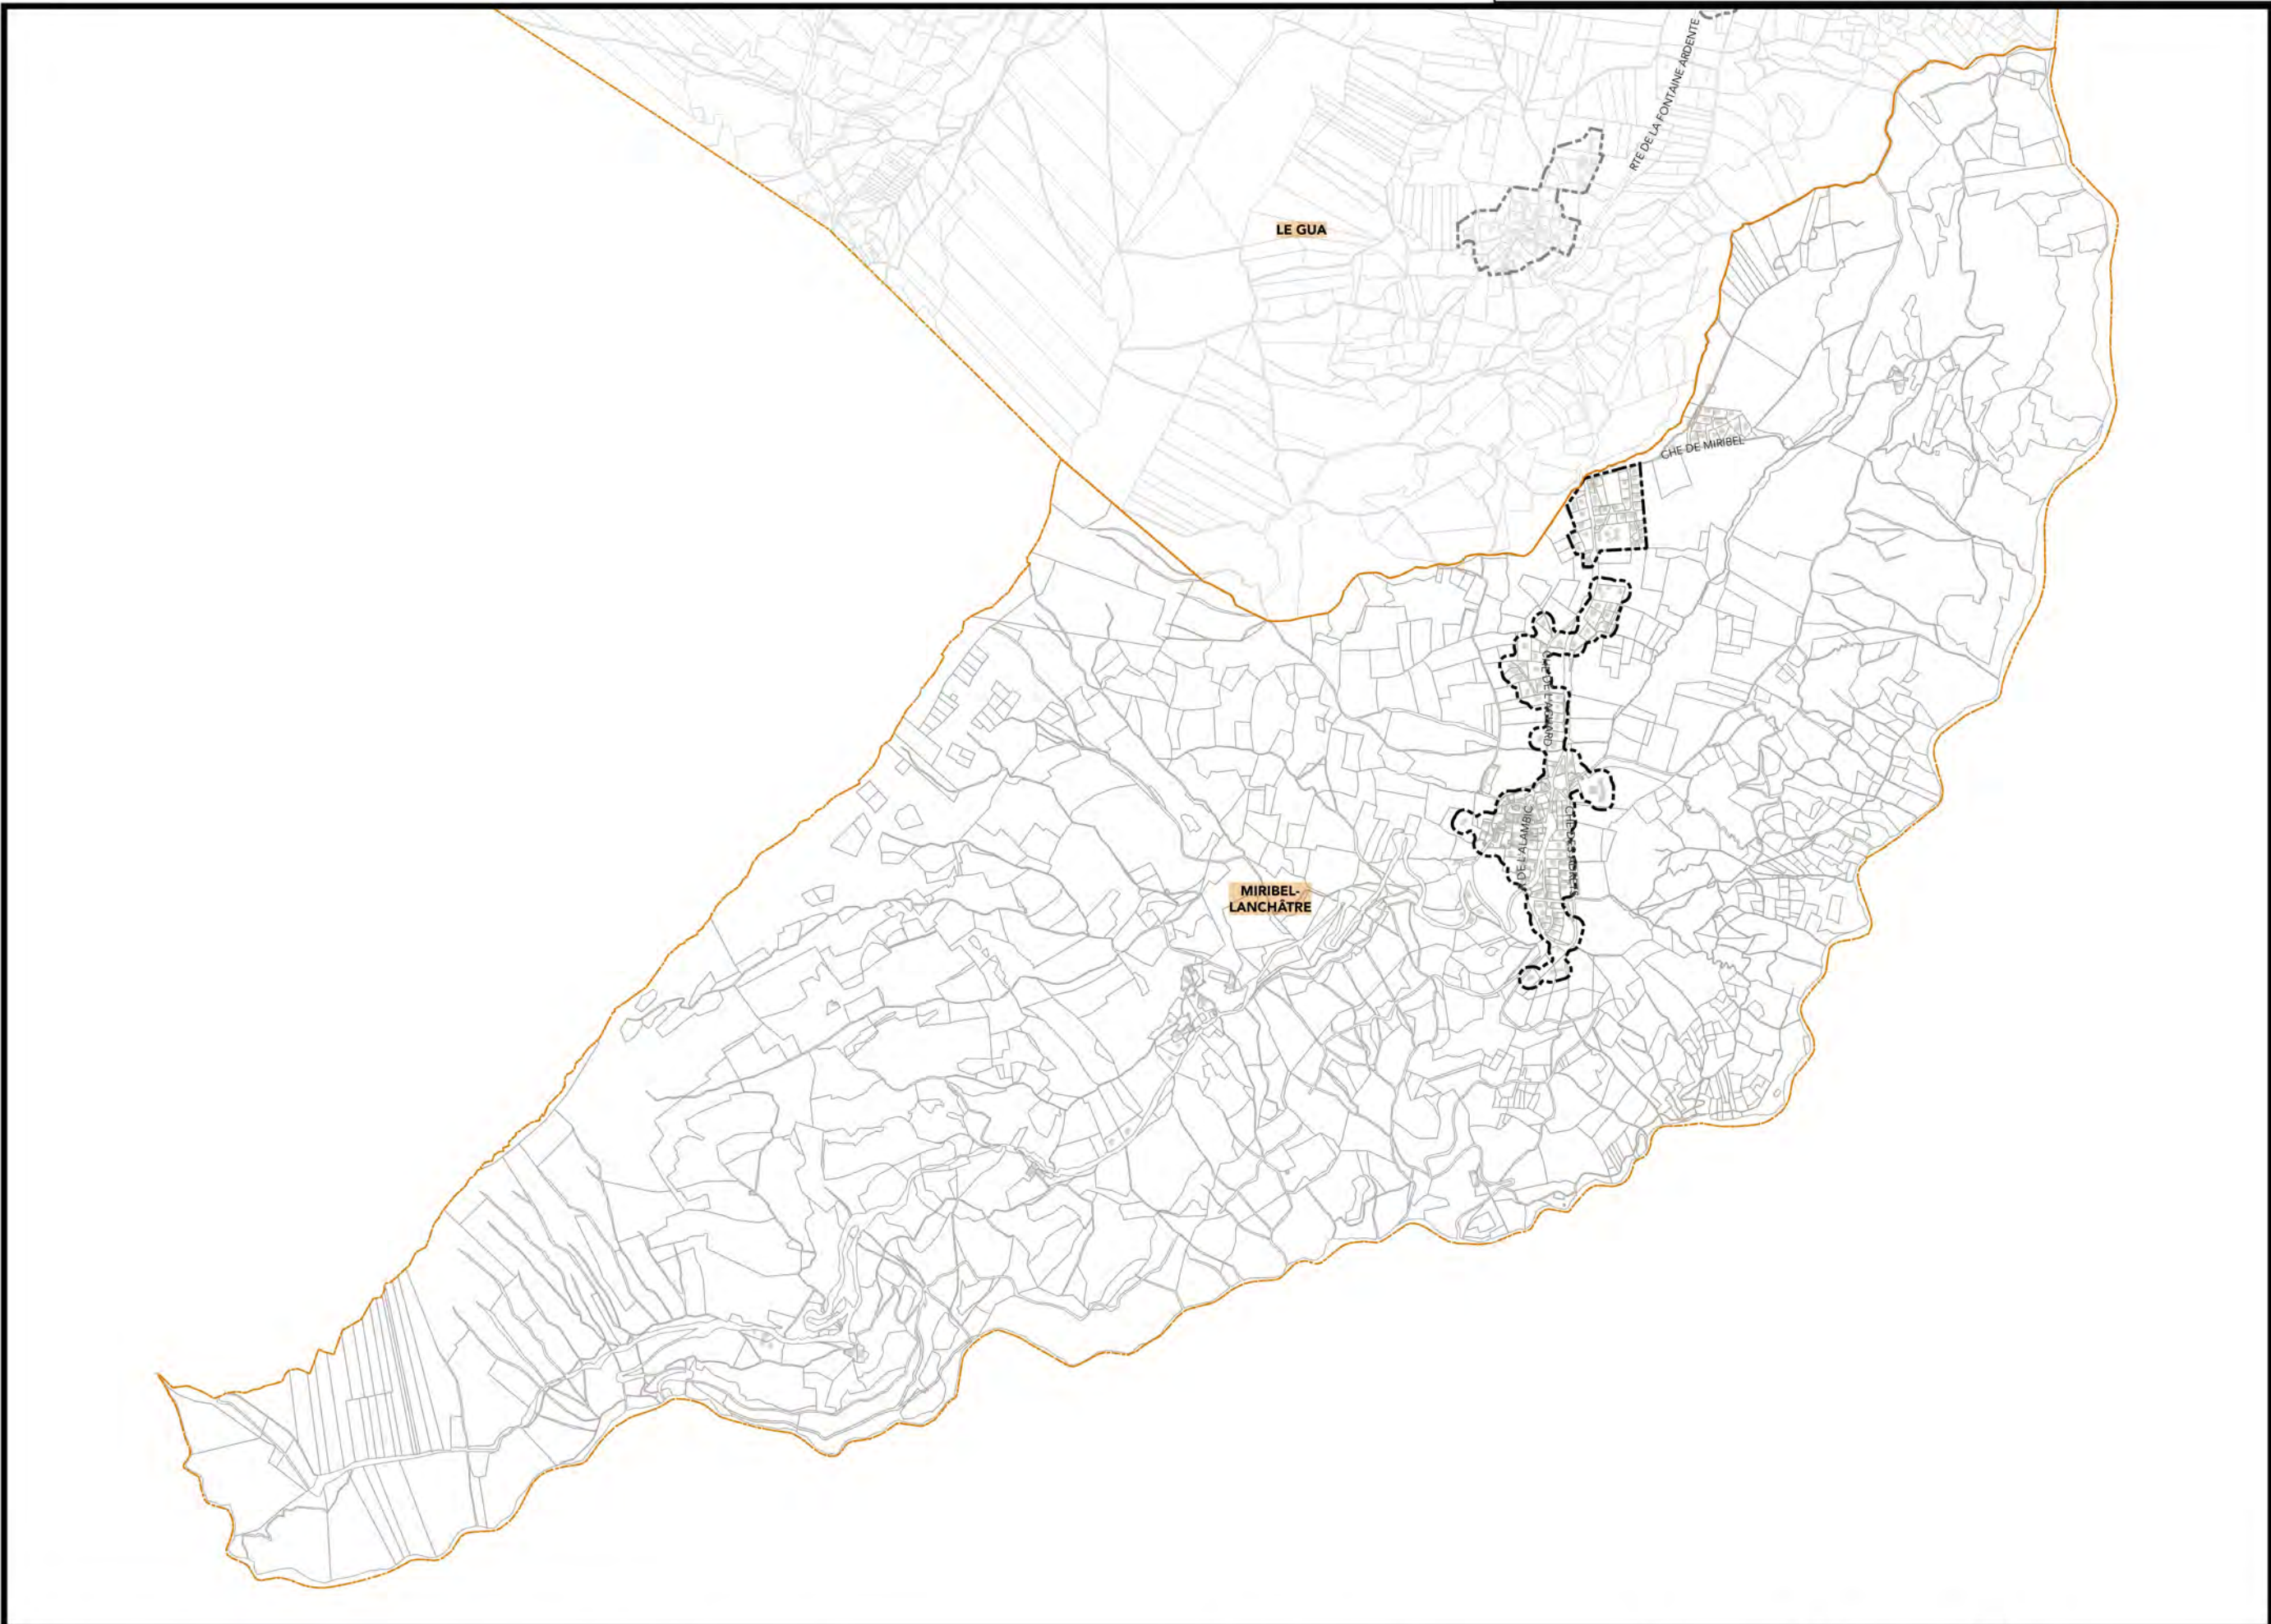 RTE DE LA FONTAINE ARDENTE
LE GUA
CHE DE MIRIBEL
DE L'ALAMBIC
MIRIBEL-
LANCHÂTRE